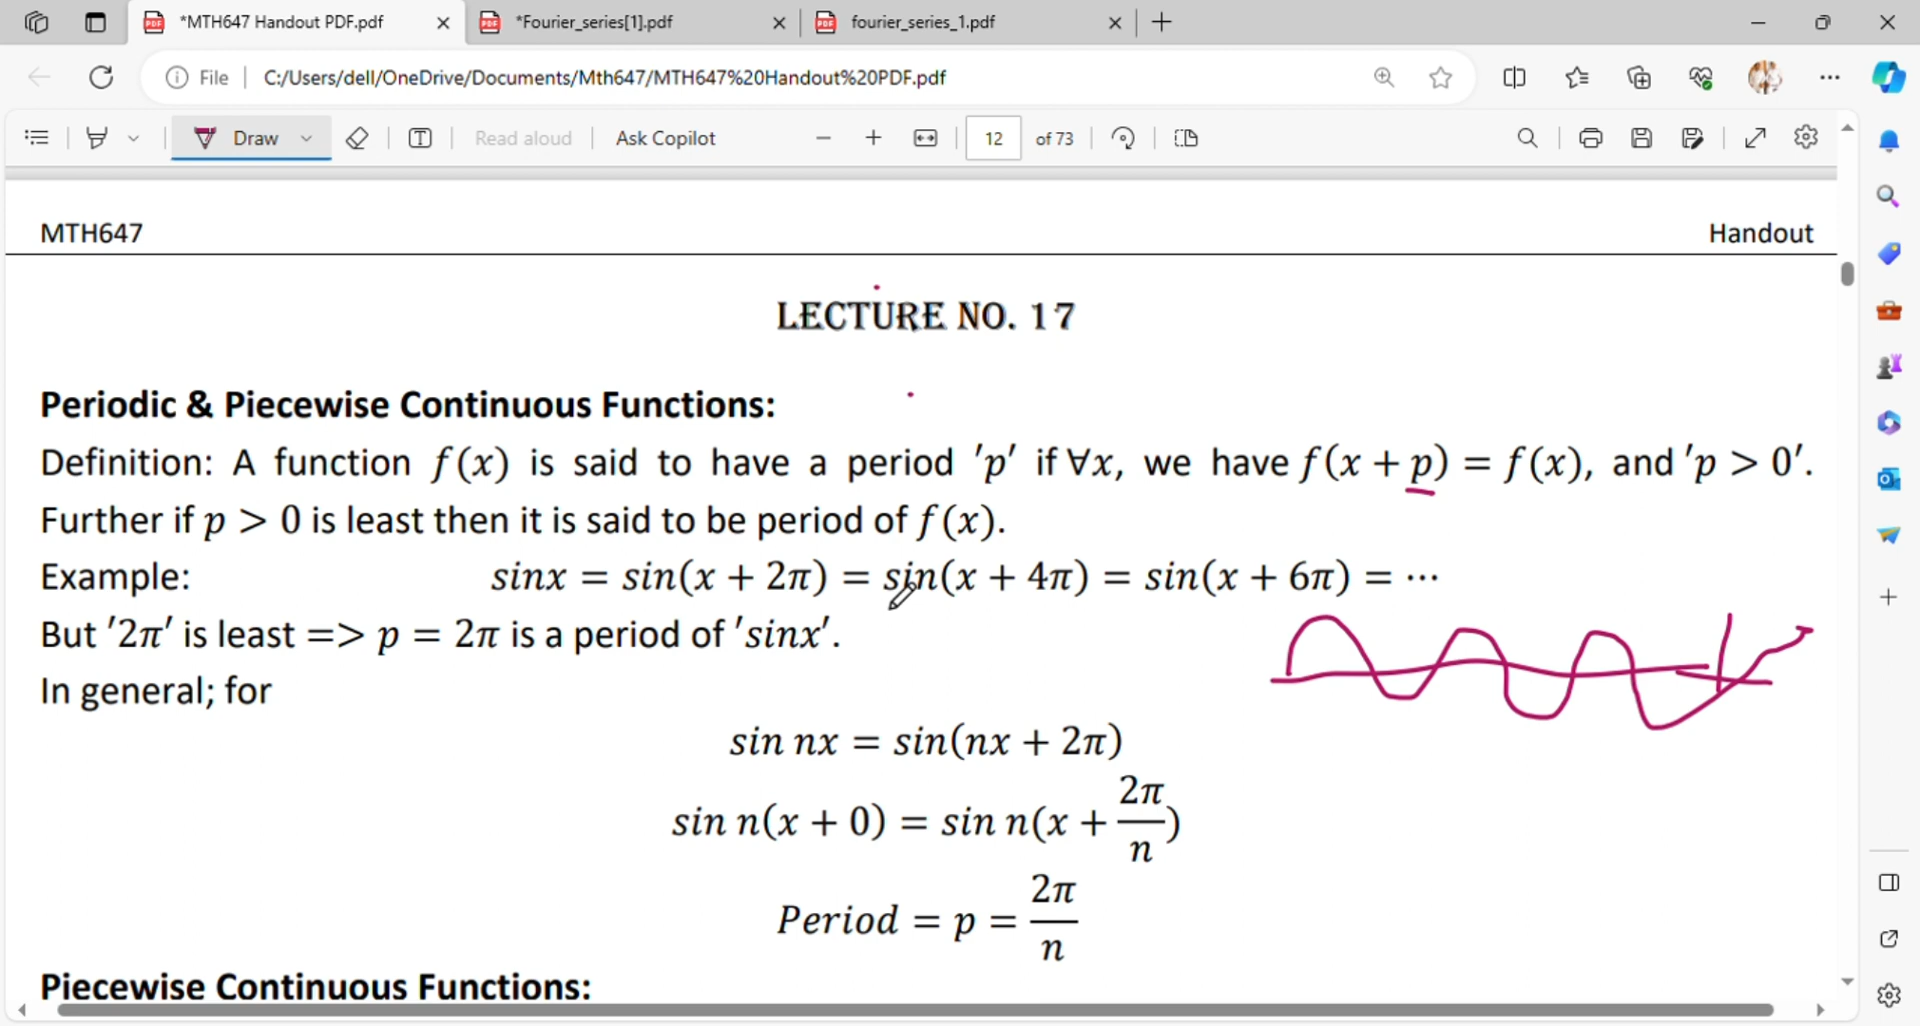 *MTH647 Handout PDF.pdf
*Fourier_series[1].pdf
fourier_series_1.pdf
File
C:/Users/dell/OneDrive/Documents/Mth647/MTH647%20Handout%20PDF.pdf
Draw
Read aloud
Ask Copilot
12 of 73
MTH647 Handout
LECTURE NO. 17
Periodic & Piecewise Continuous Functions:
Definition: A function f(x) is said to have a period 'p' if ∀x, we have f(x + p) = f(x), and 'p > 0'.
Further if p > 0 is least then it is said to be period of f(x).
Example: sinx = sin(x + 2π) = sin(x + 4π) = sin(x + 6π) = ⋯
But '2π' is least => p = 2π is a period of 'sinx'.
In general; for
sin nx = sin(nx + 2π)
sin n(x + 0) = sin n(x + 2π/n)
Period = p = 2π/n
Piecewise Continuous Functions: